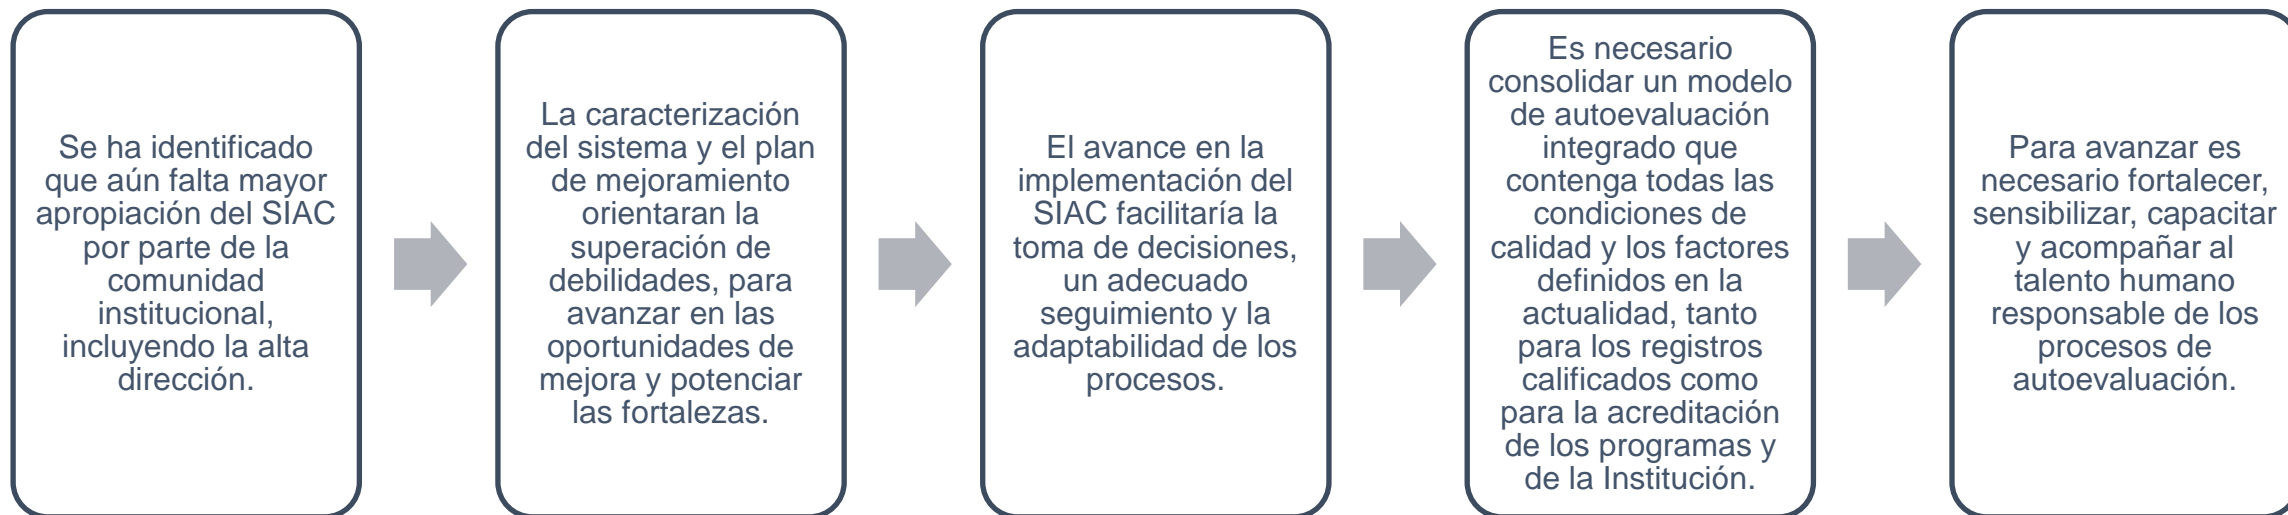 Se ha identificado
que aún falta mayor
apropiación del SIAC
por parte de la
comunidad
institucional,
incluyendo la alta
dirección.
La caracterización
del sistema y el plan
de mejoramiento
orientaran la
superación de
debilidades, para
avanzar en las
oportunidades de
mejora y potenciar
las fortalezas.
El avance en la
implementación del
SIAC facilitaría la
toma de decisiones,
un adecuado
seguimiento y la
adaptabilidad de los
procesos.
Es necesario
consolidar un modelo
de autoevaluación
integrado que
contenga todas las
condiciones de
calidad y los factores
definidos en la
actualidad, tanto
para los registros
calificados como
para la acreditación
de los programas y
de la Institución.
Para avanzar es
necesario fortalecer,
sensibilizar, capacitar
y acompañar al
talento humano
responsable de los
procesos de
autoevaluación.